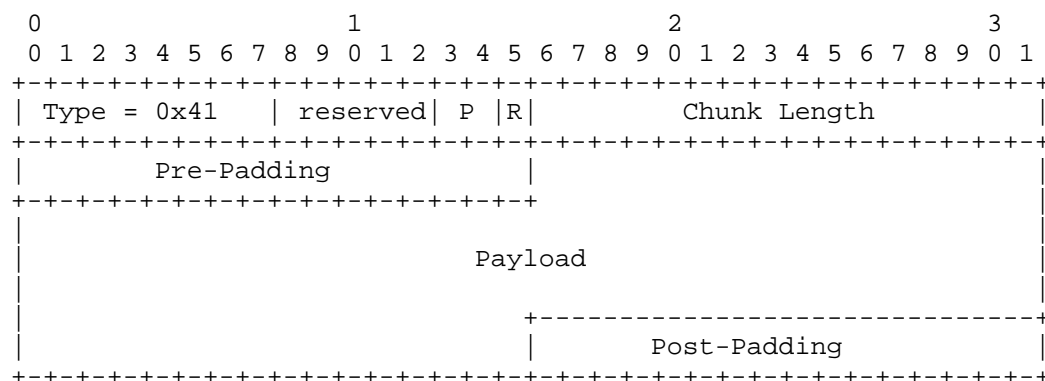 0 1 2 3
0 1 2 3 4 5 6 7 8 9 0 1 2 3 4 5 6 7 8 9 0 1 2 3 4 5 6 7 8 9 0 1
+-+-+-+-+-+-+-+-+-+-+-+-+-+-+-+-+-+-+-+-+-+-+-+-+-+-+-+-+-+-+-+-+
| Type = 0x41 | reserved| P |R| Chunk Length |
+-+-+-+-+-+-+-+-+-+-+-+-+-+-+-+-+-+-+-+-+-+-+-+-+-+-+-+-+-+-+-+-+
| Pre-Padding | |
+-+-+-+-+-+-+-+-+-+-+-+-+-+-+-+-+ |
| |
| Payload |
| |
| +-------------------------------+
| | Post-Padding |
+-+-+-+-+-+-+-+-+-+-+-+-+-+-+-+-+-+-+-+-+-+-+-+-+-+-+-+-+-+-+-+-+